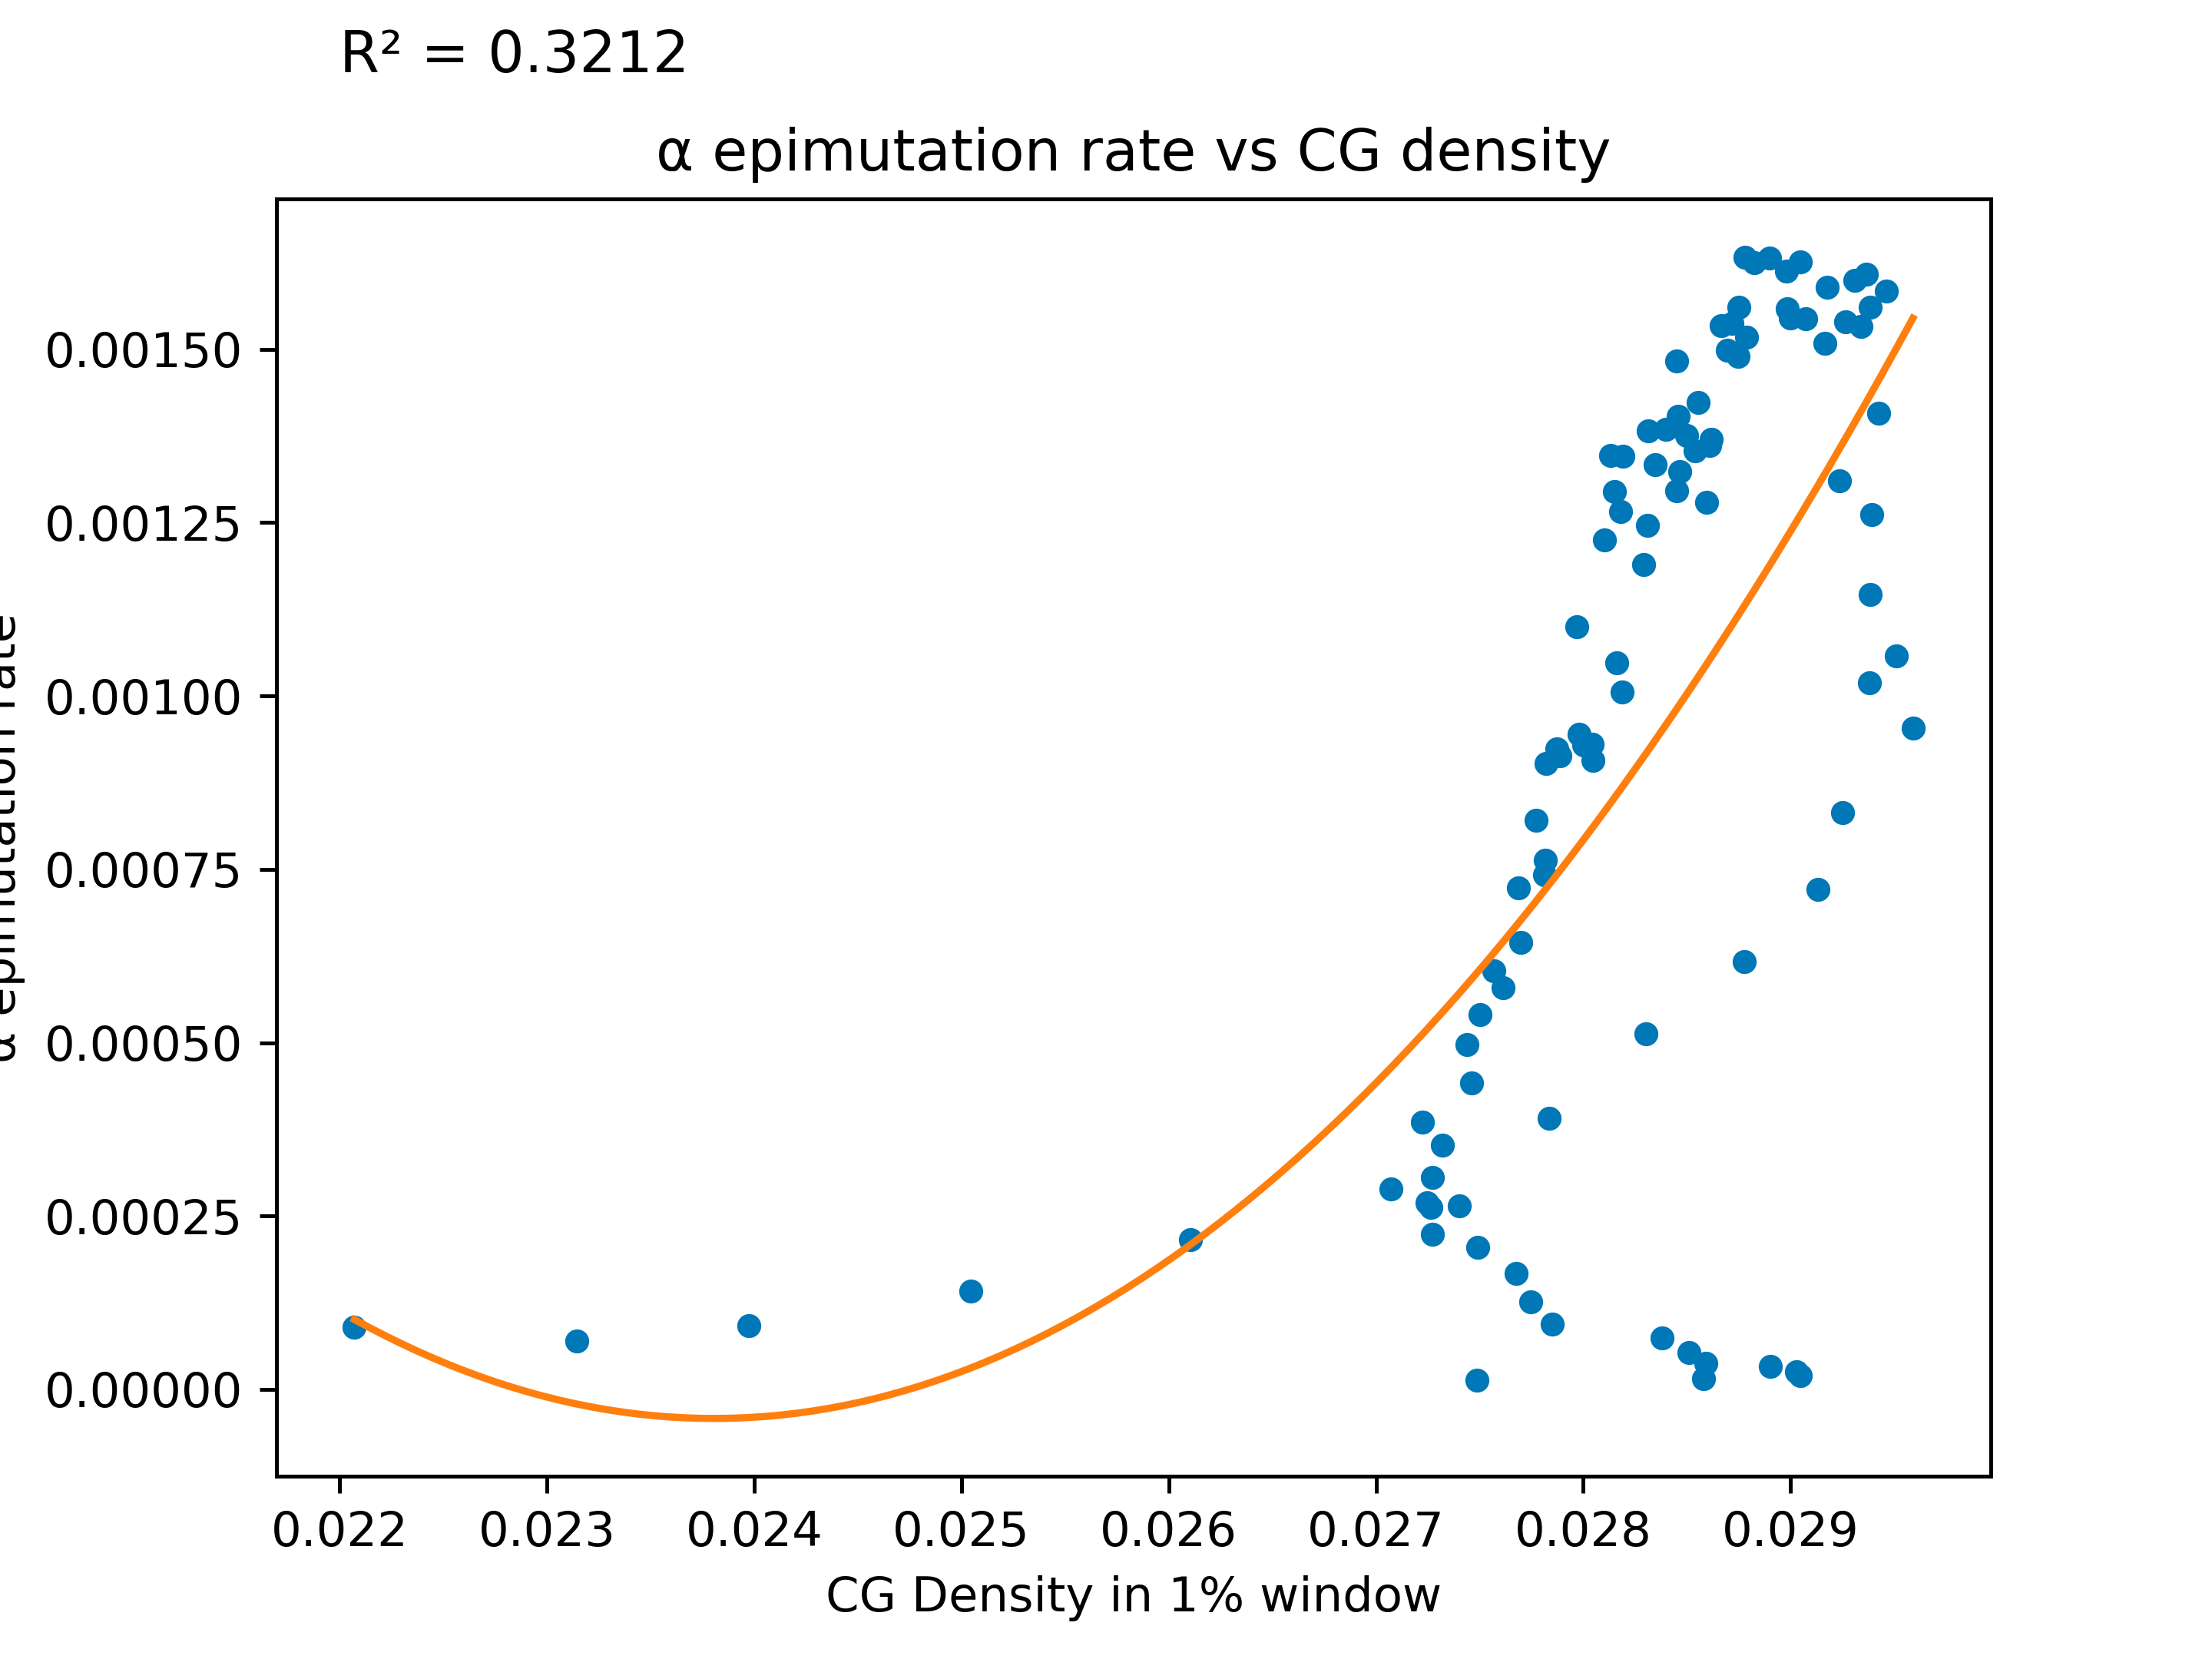 R² = 0.3212
α epimutation rate vs CG density
α epimutation rate
0.00150
0.00125
0.00100
0.00075
0.00050
0.00025
0.00000
0.022 0.023 0.024 0.025 0.026 0.027 0.028 0.029
CG Density in 1% window